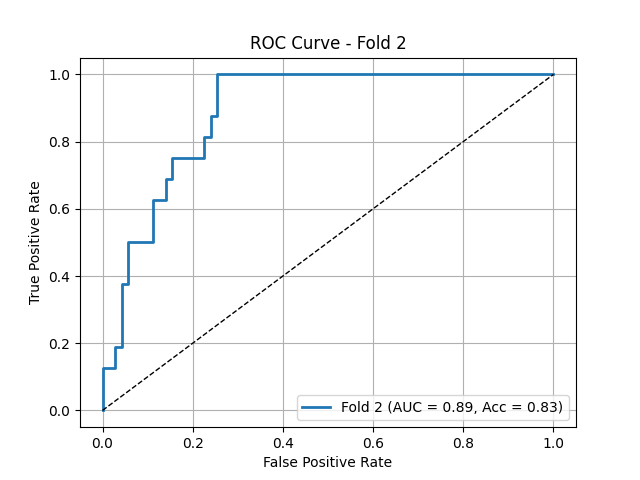 ROC Curve - Fold 2
True Positive Rate
1.0
0.8
0.6
0.4
0.2
0.0
Fold 2 (AUC = 0.89, Acc = 0.83)
0.0 0.2 0.4 0.6 0.8 1.0
False Positive Rate